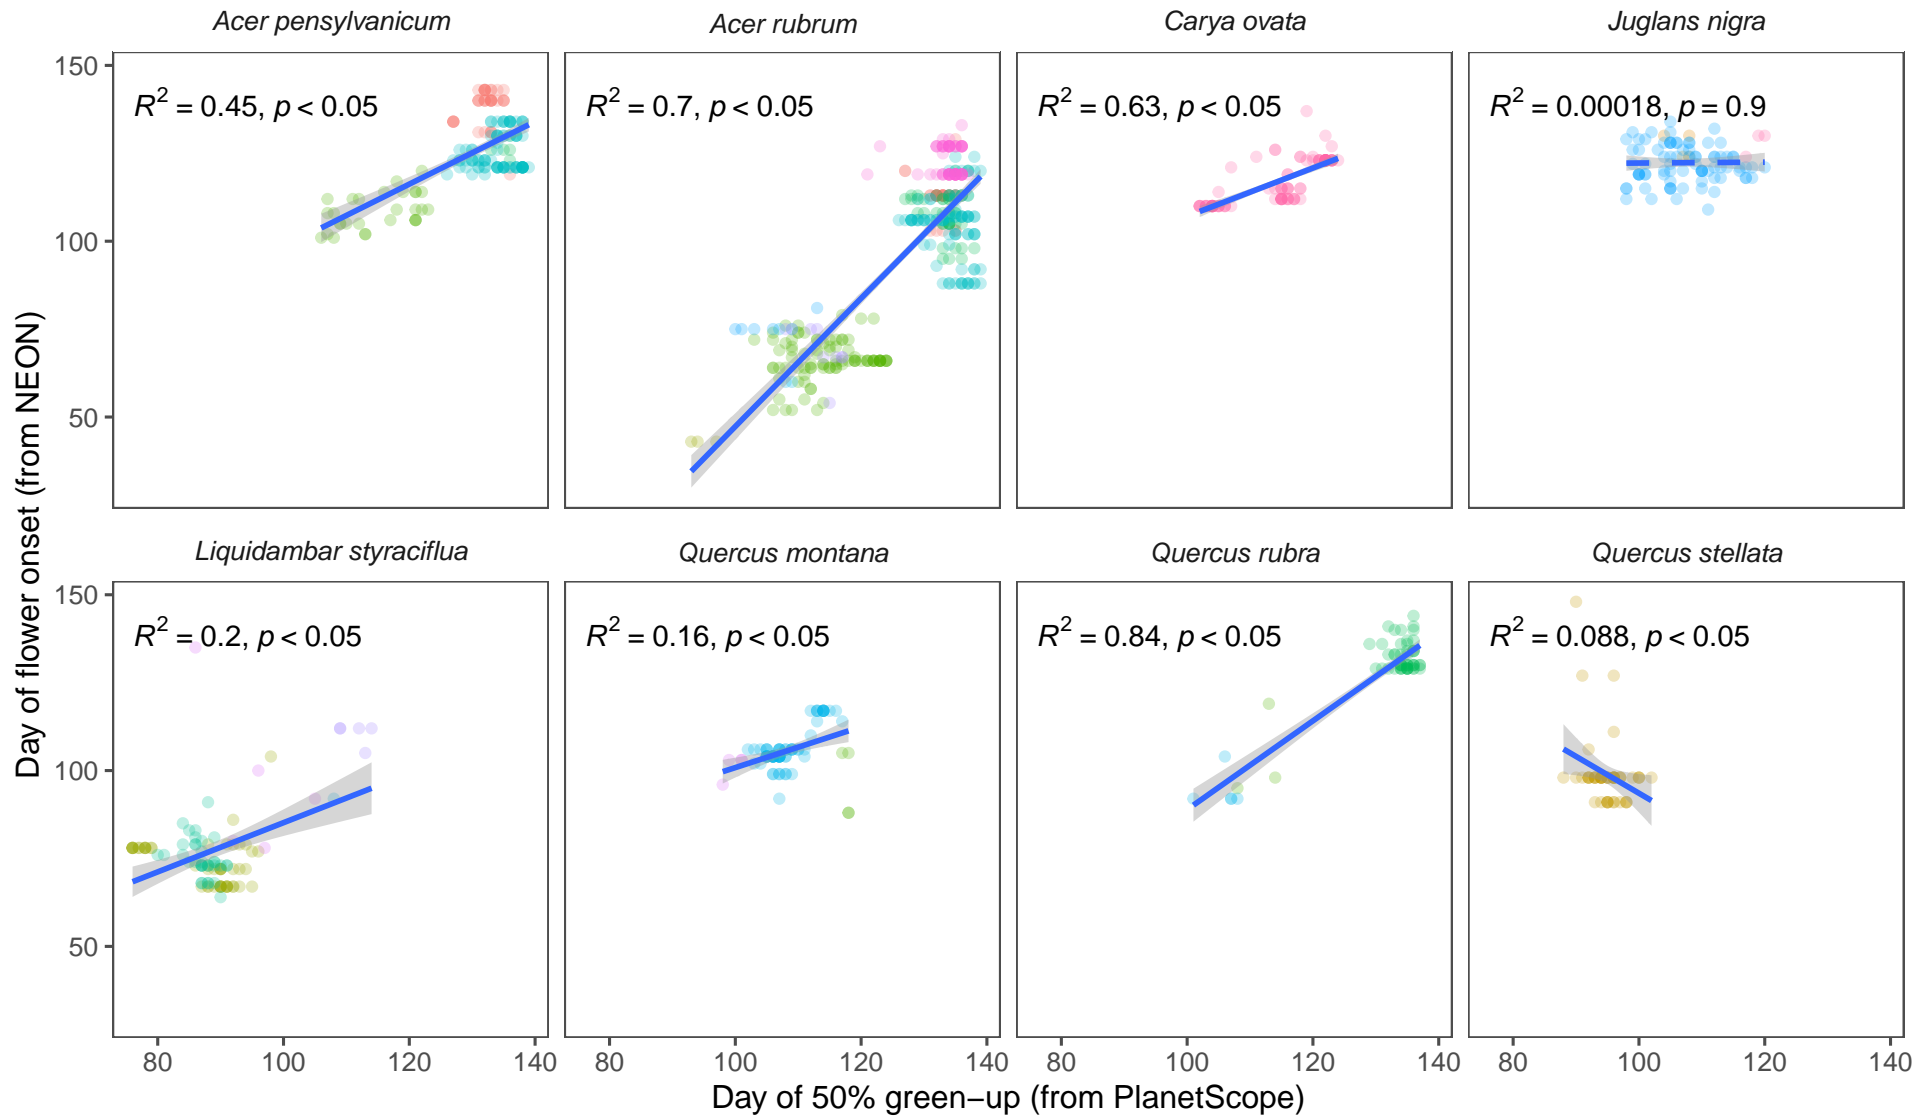 Acer pensylvanicum
Acer rubrum
Carya ovata
Juglans nigra
R² = 0.45, p < 0.05
R² = 0.7, p < 0.05
R² = 0.63, p < 0.05
R² = 0.00018, p = 0.9
150
100
50
Liquidambar styraciflua
Quercus montana
Quercus rubra
Quercus stellata
R² = 0.2, p < 0.05
R² = 0.16, p < 0.05
R² = 0.84, p < 0.05
R² = 0.088, p < 0.05
150
100
50
80 100 120 140
80 100 120 140
80 100 120 140
80 100 120 140
Day of 50% green−up (from PlanetScope)
Day of flower onset (from NEON)